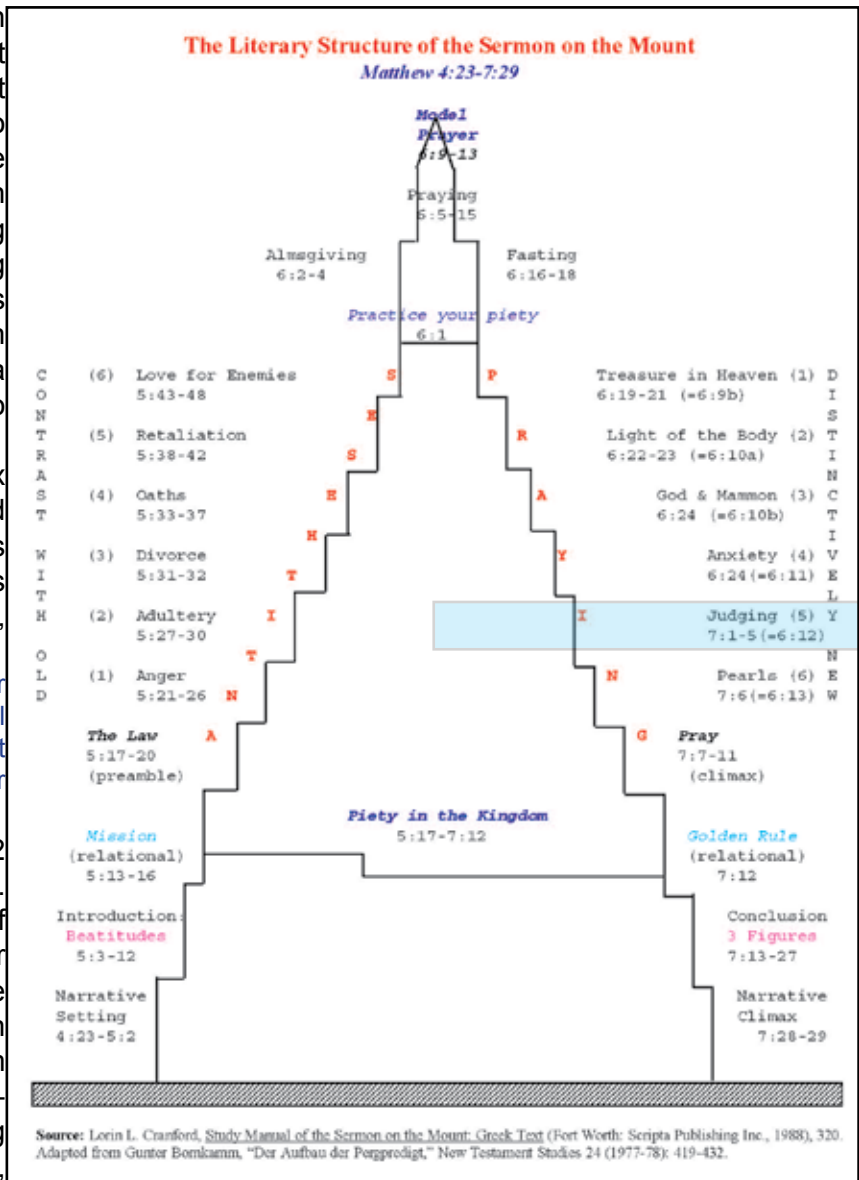 The Literary Structure of the Sermon on the Mount
Matthew 4:23-7:29
Model
Prayer
6:9-13
Praying
6:5-15
Almsgiving
6:2-4
Fasting
6:16-18
Practice your piety
6:1
CONTRAST WITH OLD
(6) Love for Enemies
5:43-48
(5) Retaliation
5:38-42
(4) Oaths
5:33-37
(3) Divorce
5:31-32
(2) Adultery
5:27-30
(1) Anger
5:21-26
The Law
5:17-20
(preamble)
ANTITHESES
PRAYING
Treasure in Heaven (1)
6:19-21 (=6:9b)
Light of the Body (2)
6:22-23 (=6:10a)
God & Mammon (3)
6:24 (=6:10b)
Anxiety (4)
6:24(=6:11)
Judging (5)
7:1-5(=6:12)
Pearls (6)
7:6(=6:13)
DISTINCTIVELY NEW
Pray
7:7-11
(climax)
Piety in the Kingdom
5:17-7:12
Mission
(relational)
5:13-16
Golden Rule
(relational)
7:12
Introduction:
Beatitudes
5:3-12
Conclusion
3 Figures
7:13-27
Narrative
Setting
4:23-5:2
Narrative
Climax
7:28-29
Source: Lorin L. Cranford, Study Manual of the Sermon on the Mount: Greek Text (Fort Worth: Scripta Publishing Inc., 1988), 320.
Adapted from Gunter Bornkamm, "Der Aufbau der Pergpredigt," New Testament Studies 24 (1977-78): 419-432.